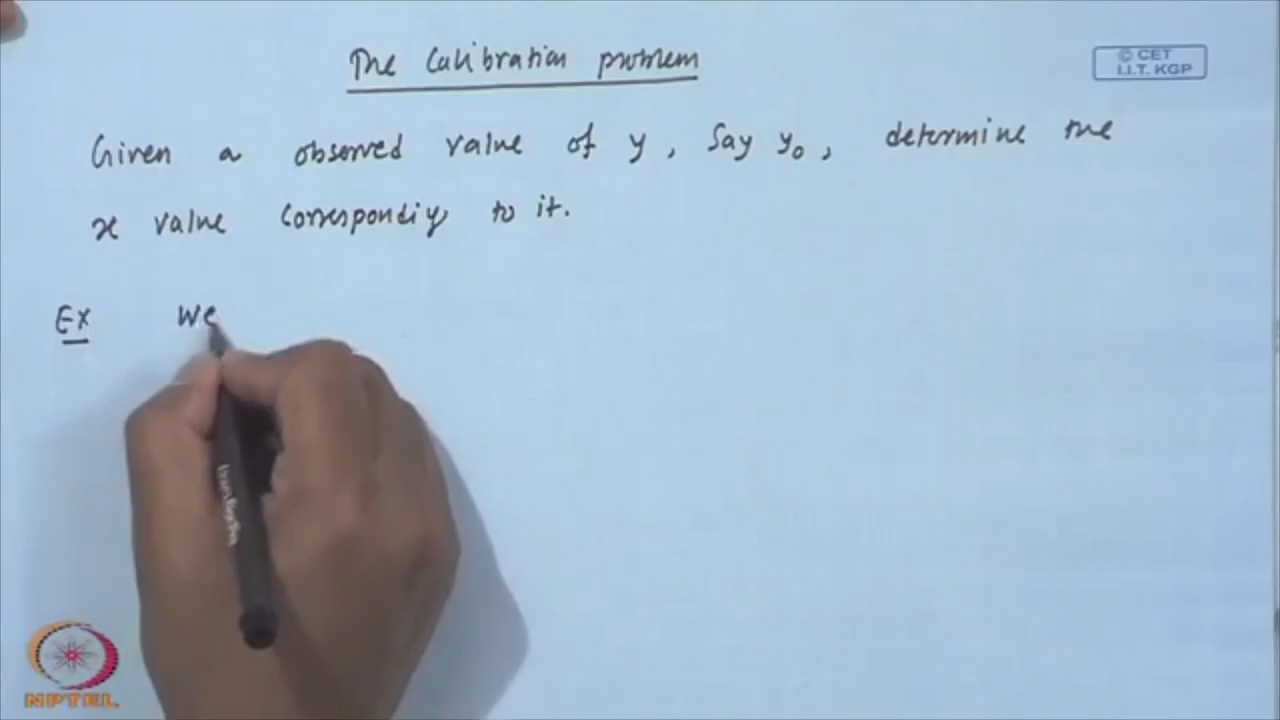 The Calibration problem
© CET
I.I.T. KGP
Given a observed value of y, Say y₀, determine the
x value corresponding to it.
Ex We
NPTEL